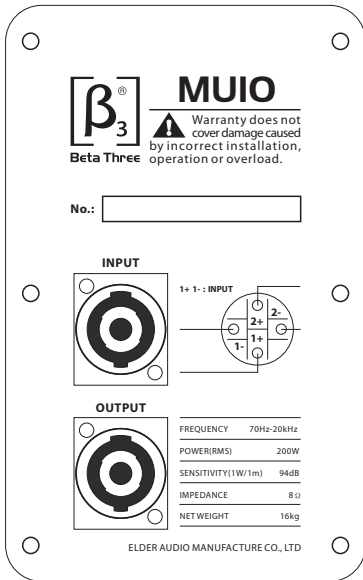 MUIO
[β3]®
Beta Three
Warranty does not
cover damage caused
by incorrect installation,
operation or overload.
No.:
INPUT
1+ 1- : INPUT
2-
2+
1+
1-
OUTPUT
FREQUENCY 70Hz-20kHz
POWER(RMS) 200W
SENSITIVITY(1W/1m) 94dB
IMPEDANCE 8 Ω
NET WEIGHT 16kg
ELDER AUDIO MANUFACTURE CO., LTD